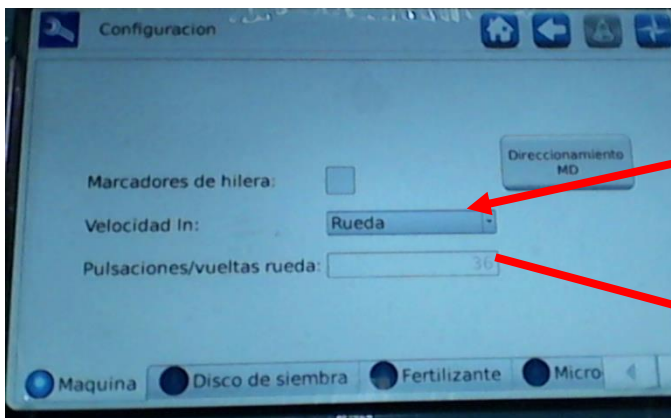 Configuracion
Direccionamiento
MD
Marcadores de hilera:
Velocidad In: Rueda
Pulsaciones/vueltas rueda: 36
Maquina Disco de siembra Fertilizante Micro